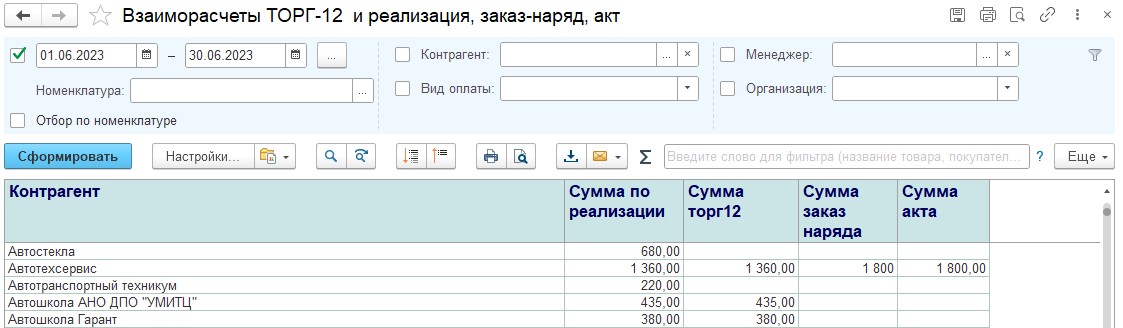 Взаиморасчеты ТОРГ-12 и реализация, заказ-наряд, акт
01.06.2023 – 30.06.2023 ... Контрагент: ... × Менеджер: ... ×
Номенклатура: ... Вид оплаты: Организация:
Отбор по номенклатуре
Сформировать Настройки... Σ Введите слово для фильтра (название товара, покупател... ? Еще
Контрагент Сумма по Сумма Сумма Сумма
реализации торг12 заказ акта
наряда
Автостекла 680,00
Автотехсервис 1 360,00 1 360,00 1 800 1 800,00
Автотранспортный техникум 220,00
Автошкола АНО ДПО "УМИТЦ" 435,00 435,00
Автошкола Гарант 380,00 380,00